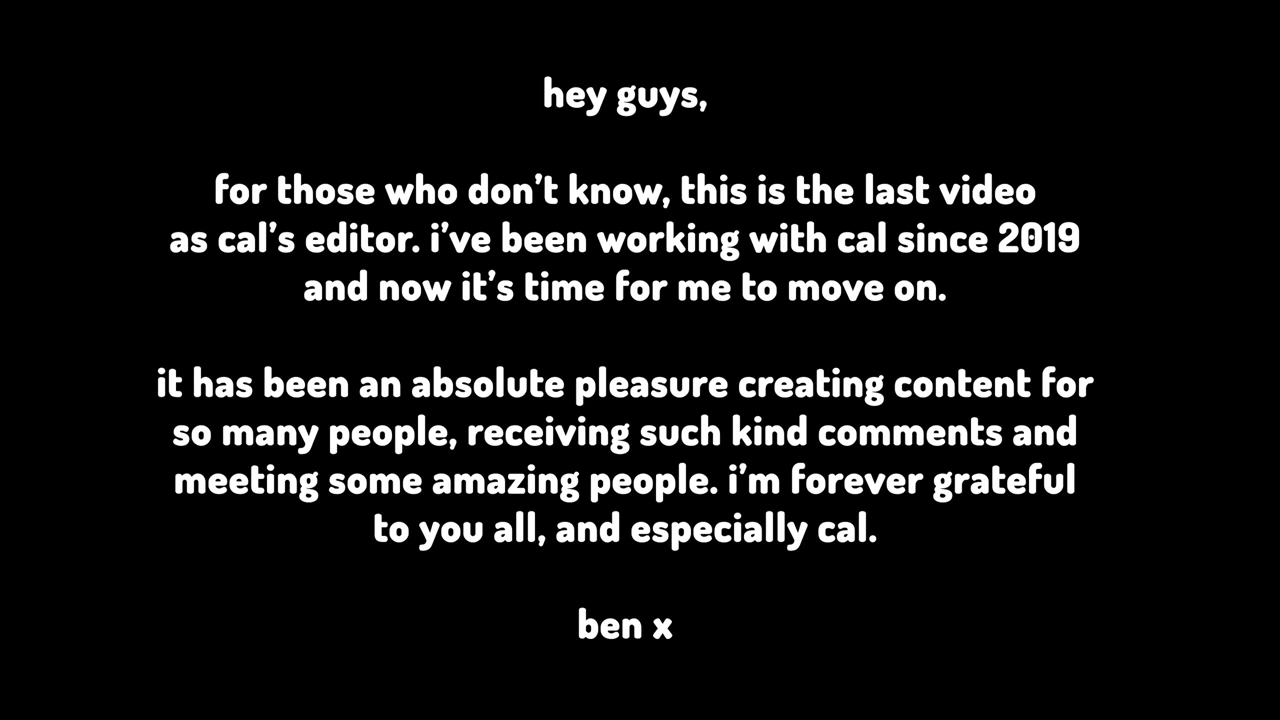 hey guys,
for those who don’t know, this is the last video
as cal’s editor. i’ve been working with cal since 2019
and now it’s time for me to move on.
it has been an absolute pleasure creating content for
so many people, receiving such kind comments and
meeting some amazing people. i’m forever grateful
to you all, and especially cal.
ben x